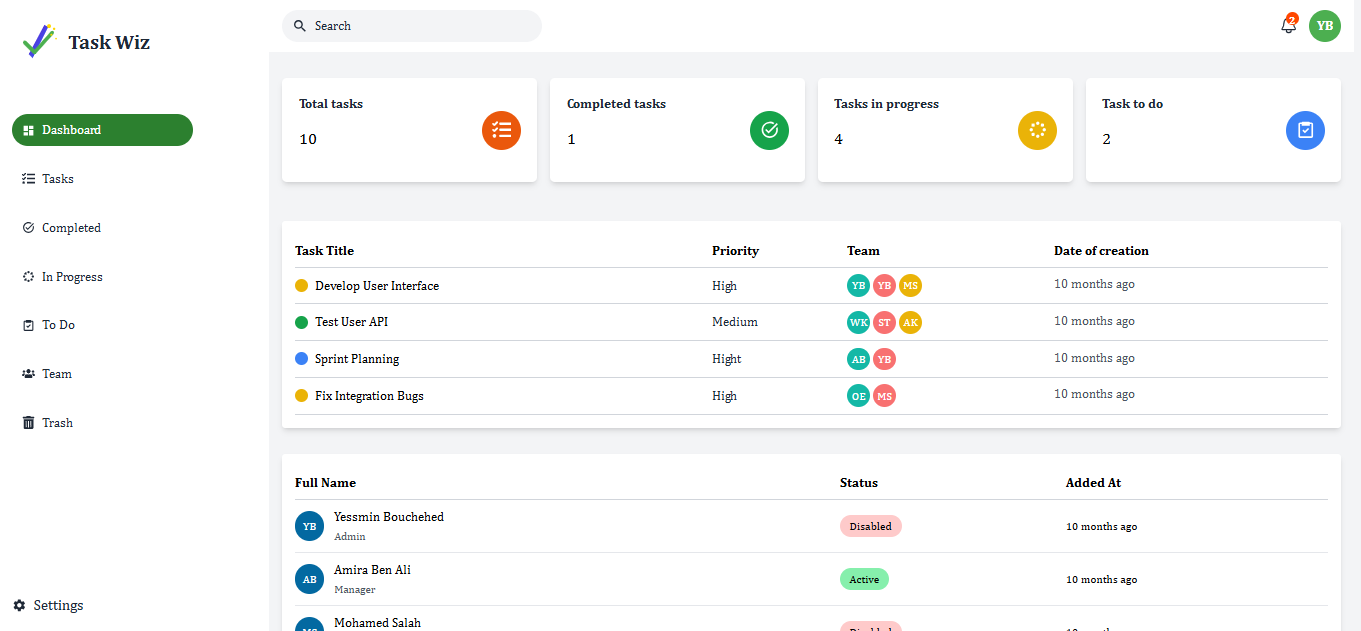 Task Wiz
Search
2
YB
Dashboard
Tasks
Completed
In Progress
To Do
Team
Trash
Settings
Total tasks
10
Completed tasks
1
Tasks in progress
4
Task to do
2
Task Title Priority Team Date of creation
Develop User Interface High YB YB MS 10 months ago
Test User API Medium WK ST AK 10 months ago
Sprint Planning Hight AB YB 10 months ago
Fix Integration Bugs High OE MS 10 months ago
Full Name Status Added At
YB Yessmin Bouchehed Disabled 10 months ago
Admin
AB Amira Ben Ali Active 10 months ago
Manager
Mohamed Salah